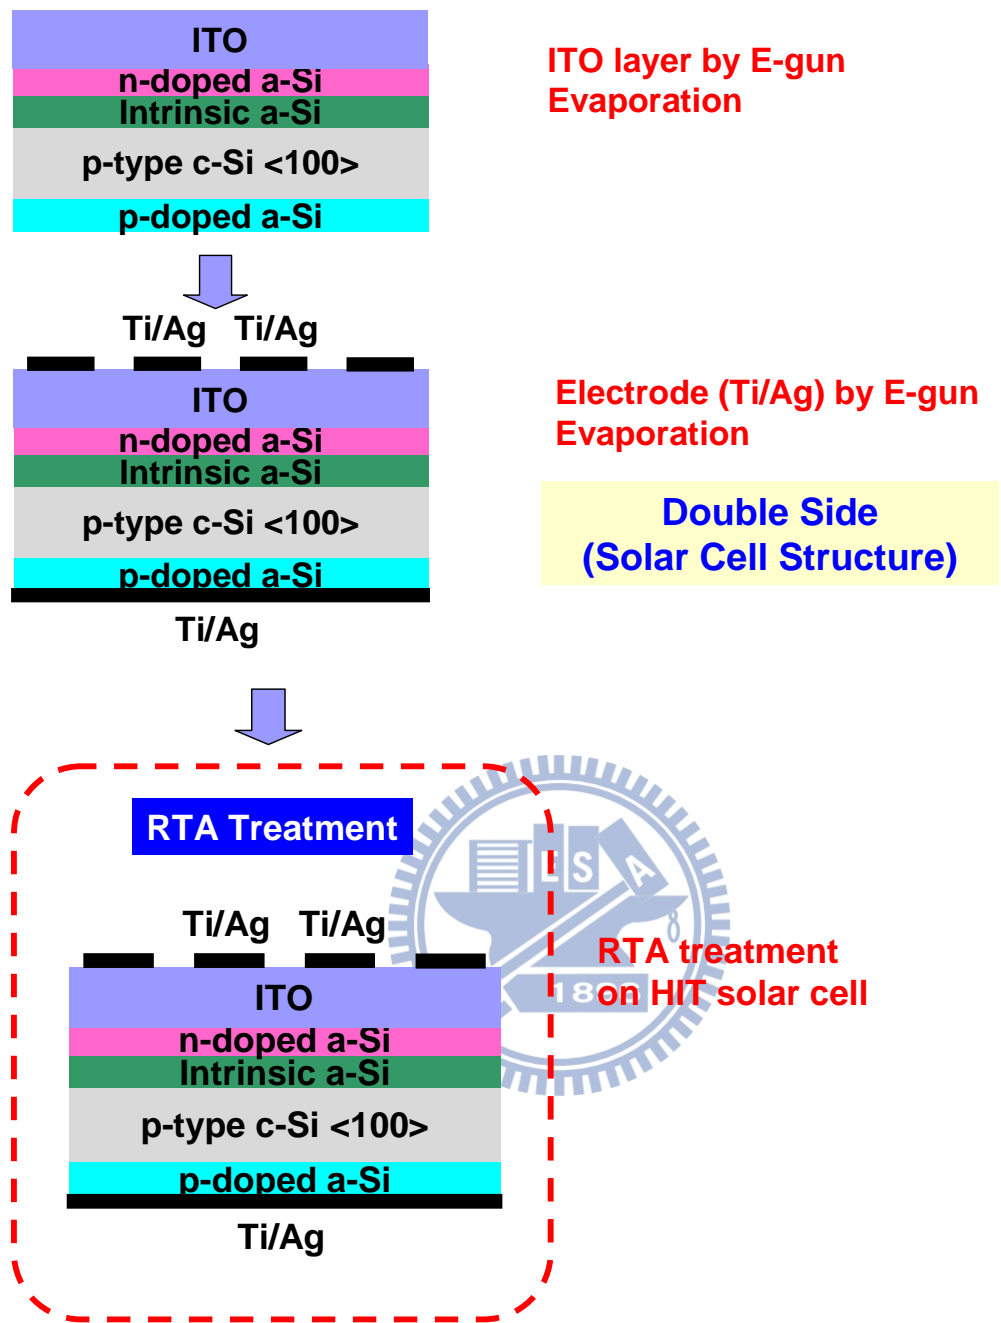 ITO
n-doped a-Si
Intrinsic a-Si
p-type c-Si <100>
p-doped a-Si
ITO layer by E-gun
Evaporation
Ti/Ag Ti/Ag
ITO
n-doped a-Si
Intrinsic a-Si
p-type c-Si <100>
p-doped a-Si
Ti/Ag
Electrode (Ti/Ag) by E-gun
Evaporation
Double Side
(Solar Cell Structure)
RTA Treatment
Ti/Ag Ti/Ag
ITO
n-doped a-Si
Intrinsic a-Si
p-type c-Si <100>
p-doped a-Si
Ti/Ag
RTA treatment
on HIT solar cell
E S A
1896